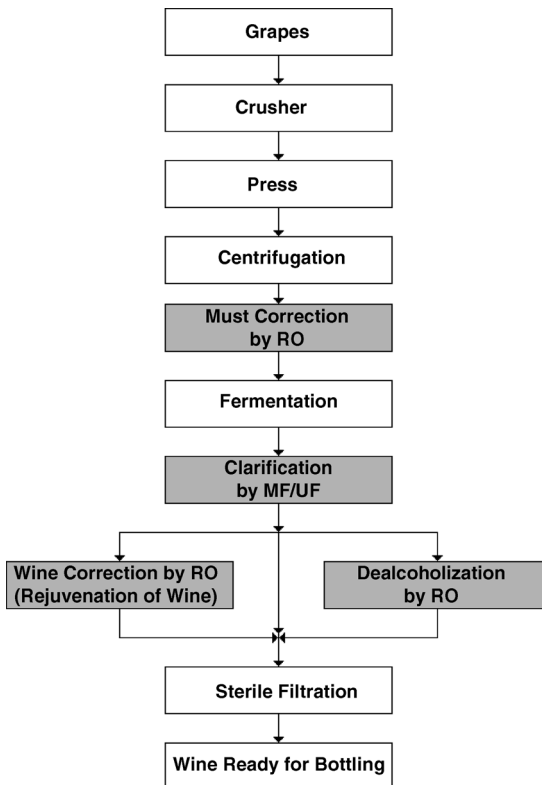 Grapes
Crusher
Press
Centrifugation
Must Correction
by RO
Fermentation
Clarification
by MF/UF
Wine Correction by RO
(Rejuvenation of Wine)
Dealcoholization
by RO
Sterile Filtration
Wine Ready for Bottling